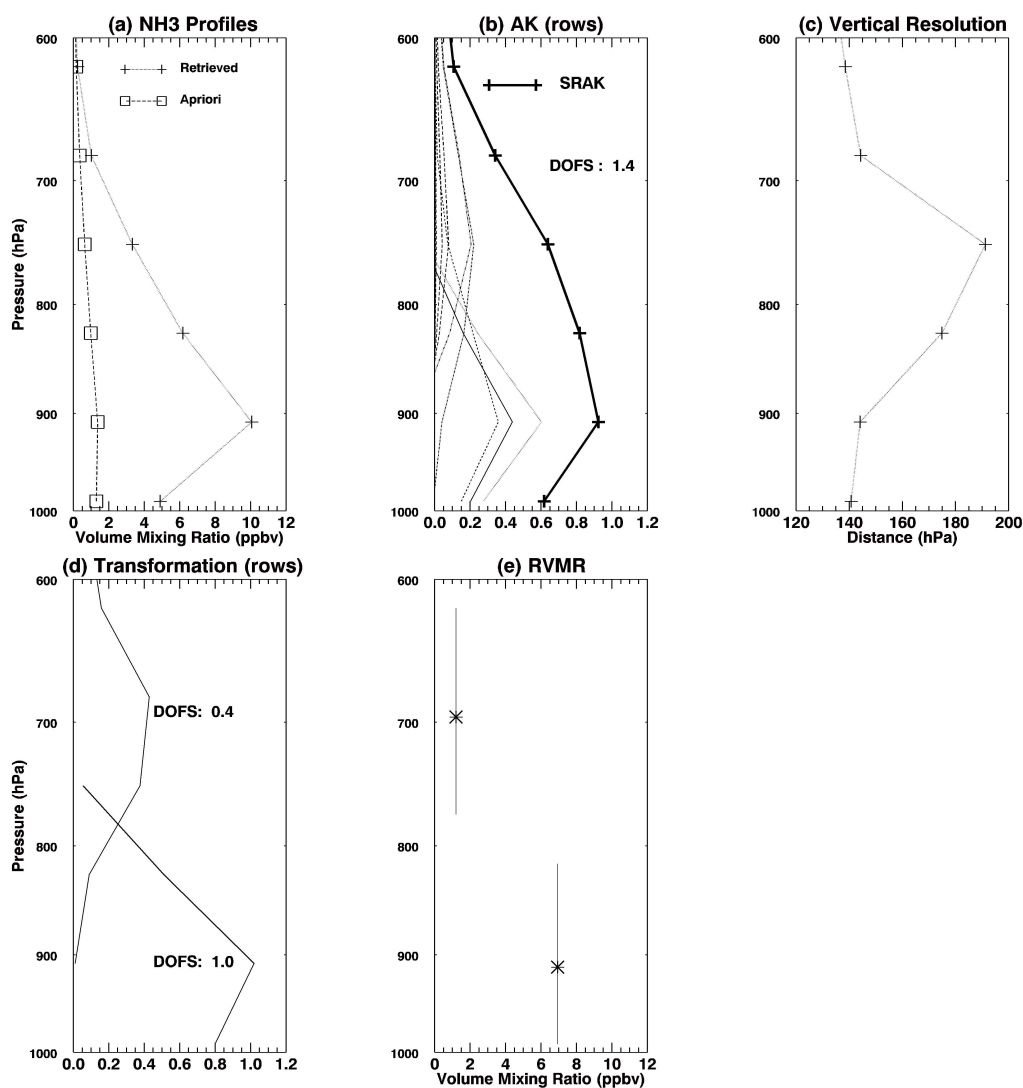 (a) NH3 Profiles
600
700
800
900
1000
Pressure (hPa)
Retrieved
Apriori
0 2 4 6 8 10 12
Volume Mixing Ratio (ppbv)
(b) AK (rows)
600
700
800
900
1000
SRAK
DOFS : 1.4
0.0 0.2 0.4 0.6 0.8 1.0 1.2
(c) Vertical Resolution
600
700
800
900
1000
120 140 160 180 200
Distance (hPa)
(d) Transformation (rows)
600
700
800
900
1000
Pressure (hPa)
DOFS: 0.4
DOFS: 1.0
0.0 0.2 0.4 0.6 0.8 1.0 1.2
(e) RVMR
600
700
800
900
1000
0 2 4 6 8 10 12
Volume Mixing Ratio (ppbv)